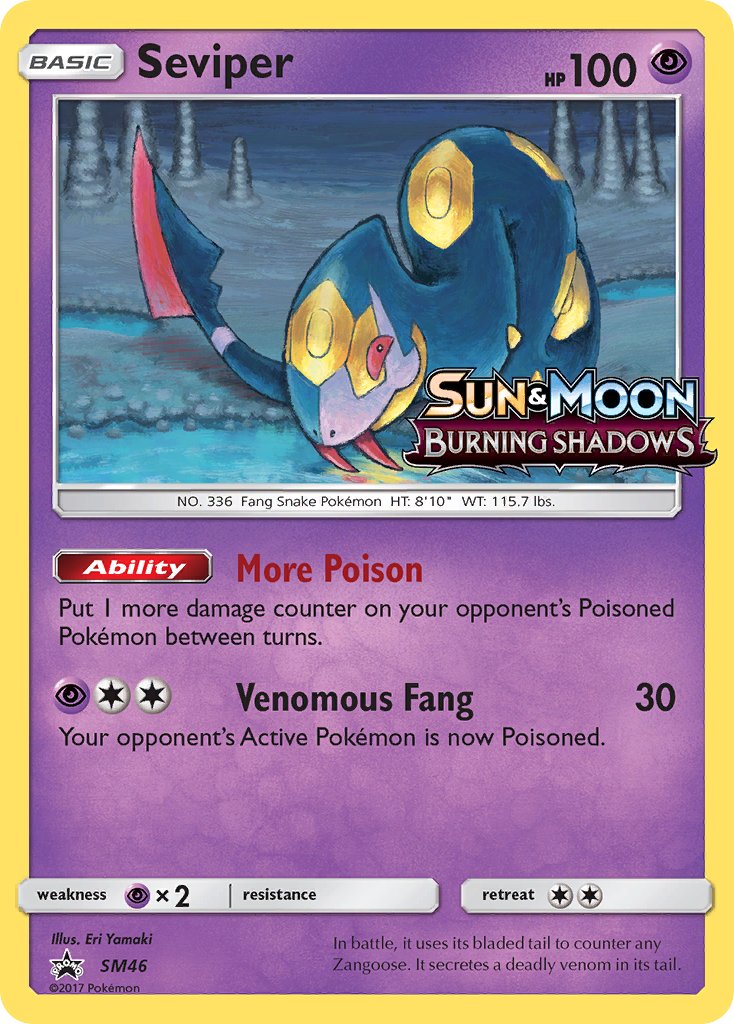 BASIC Seviper HP 100
SUN & MOON
BURNING SHADOWS
NO. 336 Fang Snake Pokémon HT: 8'10" WT: 115.7 lbs.
Ability More Poison
Put 1 more damage counter on your opponent's Poisoned
Pokémon between turns.
Venomous Fang 30
Your opponent's Active Pokémon is now Poisoned.
weakness × 2 resistance retreat
Illus. Eri Yamaki
PROMO SM46
©2017 Pokémon
In battle, it uses its bladed tail to counter any
Zangoose. It secretes a deadly venom in its tail.